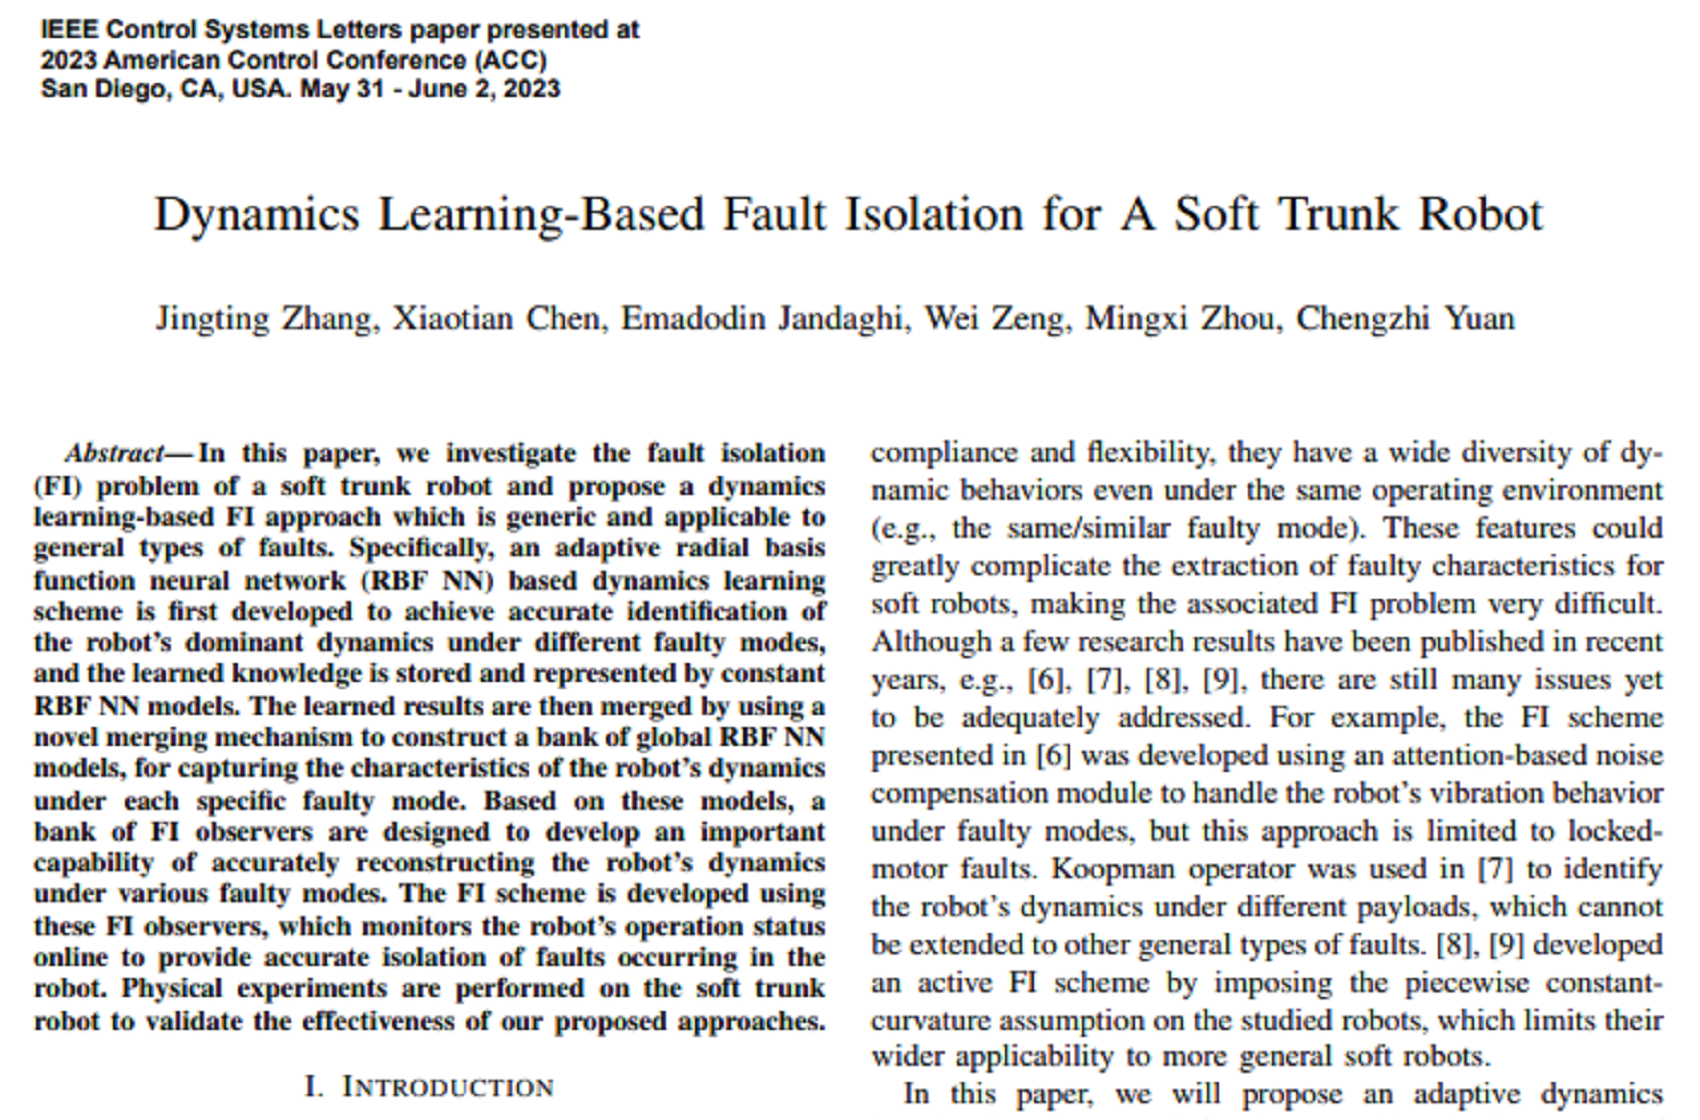 IEEE Control Systems Letters paper presented at
2023 American Control Conference (ACC)
San Diego, CA, USA. May 31 - June 2, 2023
Dynamics Learning-Based Fault Isolation for A Soft Trunk Robot
Jingting Zhang, Xiaotian Chen, Emadodin Jandaghi, Wei Zeng, Mingxi Zhou, Chengzhi Yuan
Abstract—In this paper, we investigate the fault isolation
(FI) problem of a soft trunk robot and propose a dynamics
learning-based FI approach which is generic and applicable to
general types of faults. Specifically, an adaptive radial basis
function neural network (RBF NN) based dynamics learning
scheme is first developed to achieve accurate identification of
the robot's dominant dynamics under different faulty modes,
and the learned knowledge is stored and represented by constant
RBF NN models. The learned results are then merged by using a
novel merging mechanism to construct a bank of global RBF NN
models, for capturing the characteristics of the robot's dynamics
under each specific faulty mode. Based on these models, a
bank of FI observers are designed to develop an important
capability of accurately reconstructing the robot's dynamics
under various faulty modes. The FI scheme is developed using
these FI observers, which monitors the robot's operation status
online to provide accurate isolation of faults occurring in the
robot. Physical experiments are performed on the soft trunk
robot to validate the effectiveness of our proposed approaches.
I. INTRODUCTION
compliance and flexibility, they have a wide diversity of dy-
namic behaviors even under the same operating environment
(e.g., the same/similar faulty mode). These features could
greatly complicate the extraction of faulty characteristics for
soft robots, making the associated FI problem very difficult.
Although a few research results have been published in recent
years, e.g., [6], [7], [8], [9], there are still many issues yet
to be adequately addressed. For example, the FI scheme
presented in [6] was developed using an attention-based noise
compensation module to handle the robot's vibration behavior
under faulty modes, but this approach is limited to locked-
motor faults. Koopman operator was used in [7] to identify
the robot's dynamics under different payloads, which cannot
be extended to other general types of faults. [8], [9] developed
an active FI scheme by imposing the piecewise constant-
curvature assumption on the studied robots, which limits their
wider applicability to more general soft robots.
In this paper, we will propose an adaptive dynamics